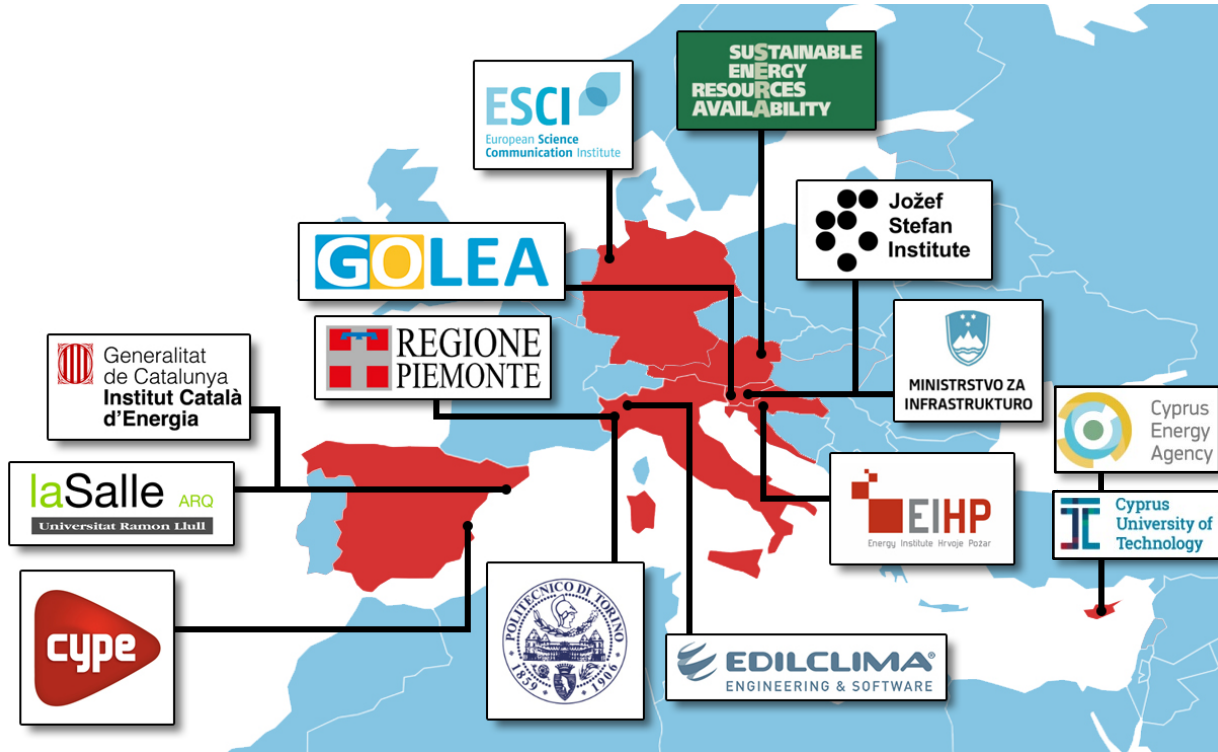 SUSTAINABLE
ENERGY
RESOURCES
AVAILABILITY
ESCI
European Science
Communication Institute
Jožef
Stefan
Institute
GOLEA
REGIONE
PIEMONTE
MINISTRSTVO ZA
INFRASTRUKTURO
Generalitat
de Catalunya
Institut Català
d'Energia
Cyprus
Energy
Agency
laSalle ARQ
Universitat Ramon Llull
EIHP
Energy Institute Hrvoje Požar
Cyprus
University of
Technology
cype
POLITECNICO DI TORINO
1859 1906
EDILCLIMA®
ENGINEERING & SOFTWARE